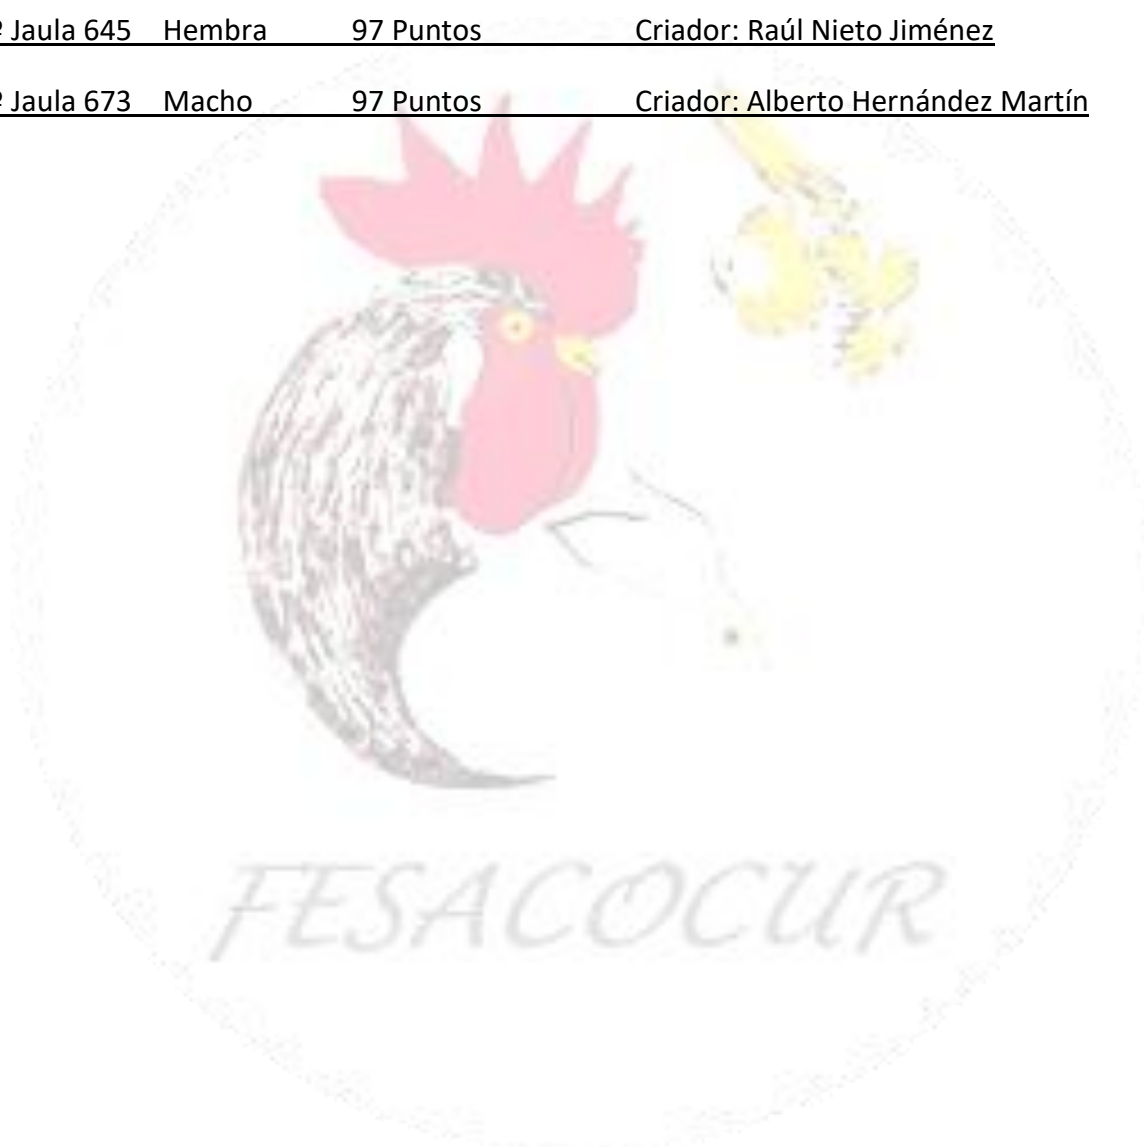 º Jaula 645 Hembra 97 Puntos Criador: Raúl Nieto Jiménez
º Jaula 673 Macho 97 Puntos Criador: Alberto Hernández Martín
FESACOCUR